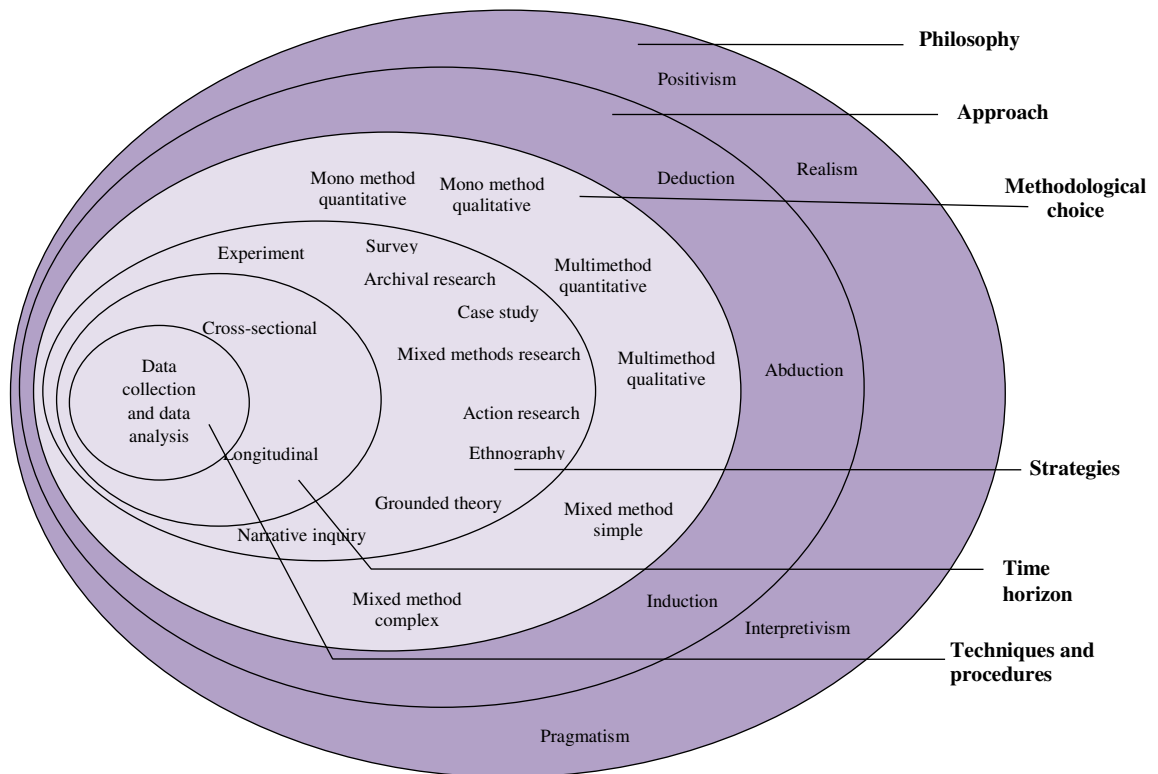 Philosophy
Positivism
Approach
Realism
Deduction
Mono method
quantitative
Mono method
qualitative
Methodological
choice
Survey
Experiment
Archival research
Multimethod
quantitative
Case study
Cross-sectional
Mixed methods research
Multimethod
qualitative
Abduction
Data
collection
and data
analysis
Action research
Ethnography
Longitudinal
Strategies
Grounded theory
Mixed method
simple
Narrative inquiry
Time
horizon
Mixed method
complex
Induction
Interpretivism
Techniques and
procedures
Pragmatism